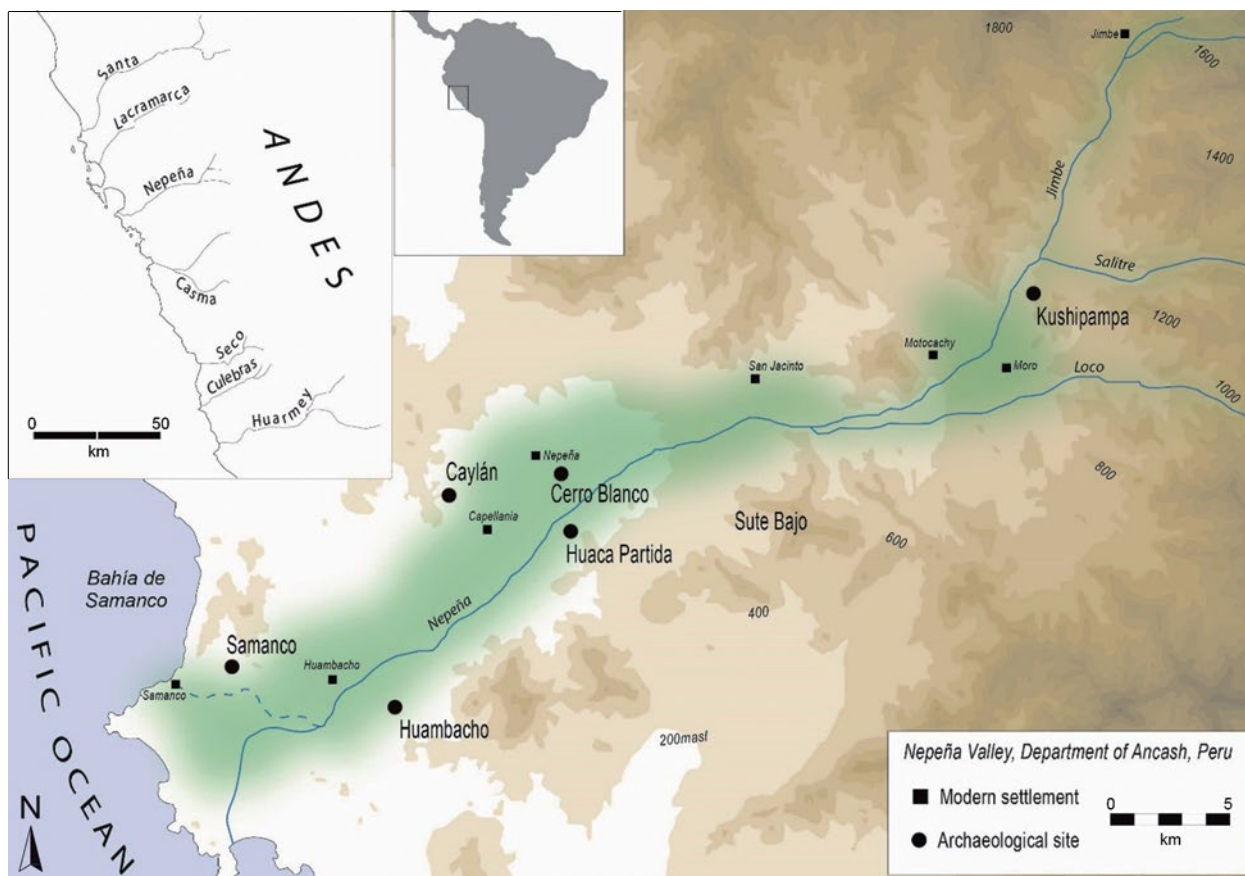 Santa
Lacramarca
Nepeña
Casma
Seco
Culebras
Huarmey
ANDES
0 50
km
1800
Jimbe
1600
1400
Jimbe
Salitre
Kushipampa
1200
Motocachy
Moro
Loco
1000
San Jacinto
800
Nepeña
Caylán
Cerro Blanco
Capellania
Huaca Partida
Sute Bajo
600
400
Nepeña
Bahía de
Samanco
PACIFIC OCEAN
Samanco
Huambacho
Samanco
Huambacho
200masl
N
Nepeña Valley, Department of Ancash, Peru
Modern settlement
Archaeological site
0 5
km